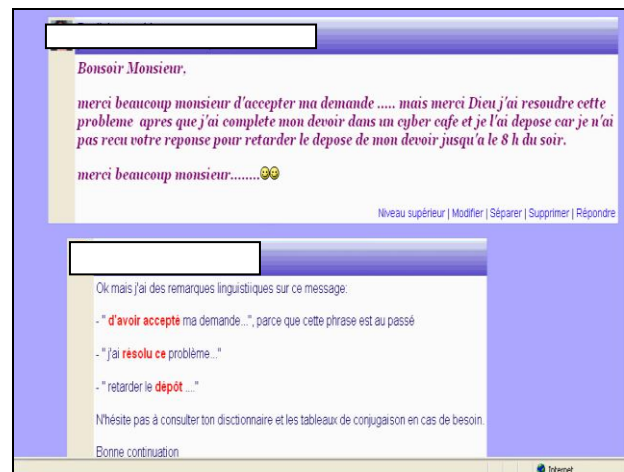 Bonsoir Monsieur,
merci beaucoup monsieur d'accepter ma demande ..... mais merci Dieu j'ai resoudre cette
probleme apres que j'ai complete mon devoir dans un cyber cafe et je l'ai depose car je n'ai
pas recu votre reponse pour retarder le depose de mon devoir jusqu'a le 8 h du soir.
merci beaucoup monsieur........
Niveau supérieur | Modifier | Séparer | Supprimer | Répondre
Ok mais j'ai des remarques linguistiiques sur ce message:
- " d'avoir accepté ma demande...", parce que cette phrase est au passé
- "j'ai résolu ce problème..."
- " retarder le dépôt ...."
N'hésite pas à consulter ton disctionnaire et les tableaux de conjugaison en cas de besoin.
Bonne continuation
Internet